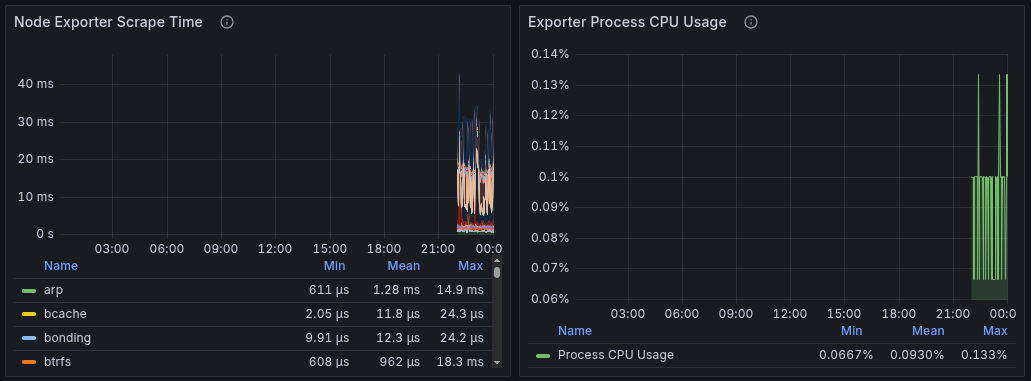 Node Exporter Scrape Time
40 ms
30 ms
20 ms
10 ms
0 s
03:00 06:00 09:00 12:00 15:00 18:00 21:00 00:0
Name Min Mean Max
arp 611 µs 1.28 ms 14.9 ms
bcache 2.05 µs 11.8 µs 24.3 µs
bonding 9.91 µs 12.3 µs 24.2 µs
btrfs 608 µs 962 µs 18.3 ms
Exporter Process CPU Usage
0.14%
0.13%
0.12%
0.11%
0.1%
0.09%
0.08%
0.07%
0.06%
03:00 06:00 09:00 12:00 15:00 18:00 21:00 00:0
Name Min Mean Max
Process CPU Usage 0.0667% 0.0930% 0.133%